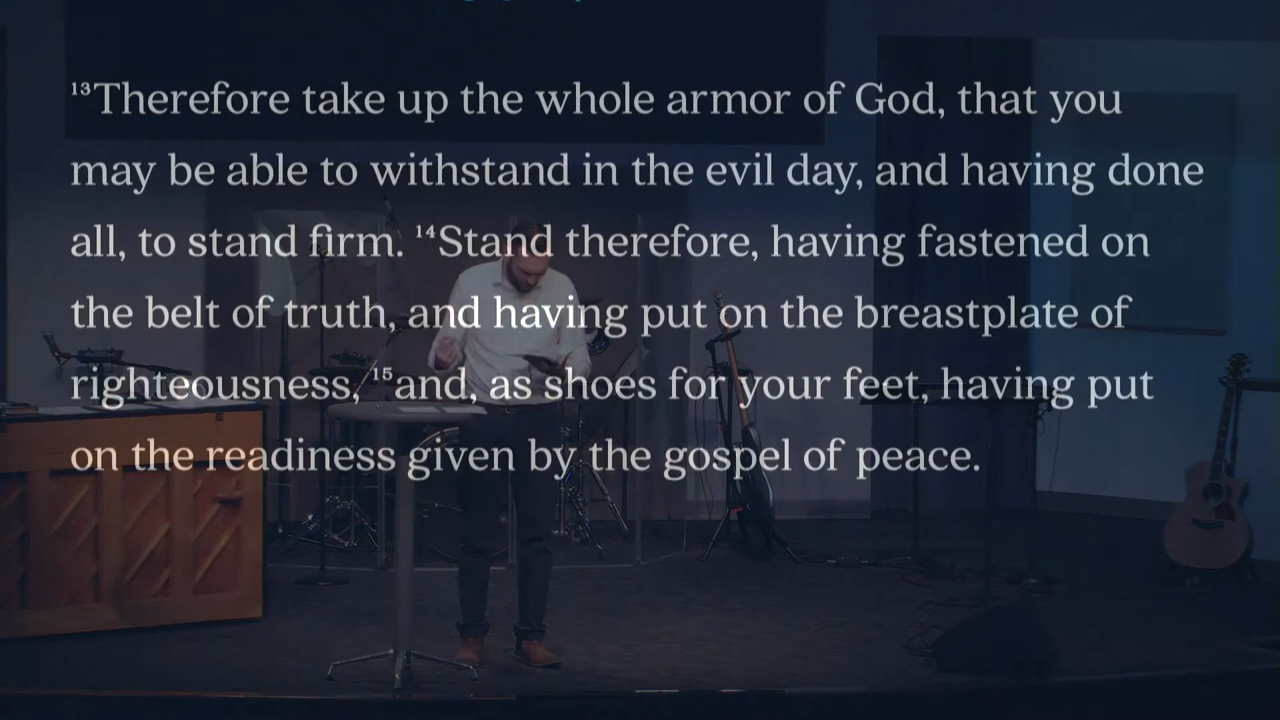 ¹³Therefore take up the whole armor of God, that you
may be able to withstand in the evil day, and having done
all, to stand firm. ¹⁴Stand therefore, having fastened on
the belt of truth, and having put on the breastplate of
righteousness, ¹⁵and, as shoes for your feet, having put
on the readiness given by the gospel of peace.